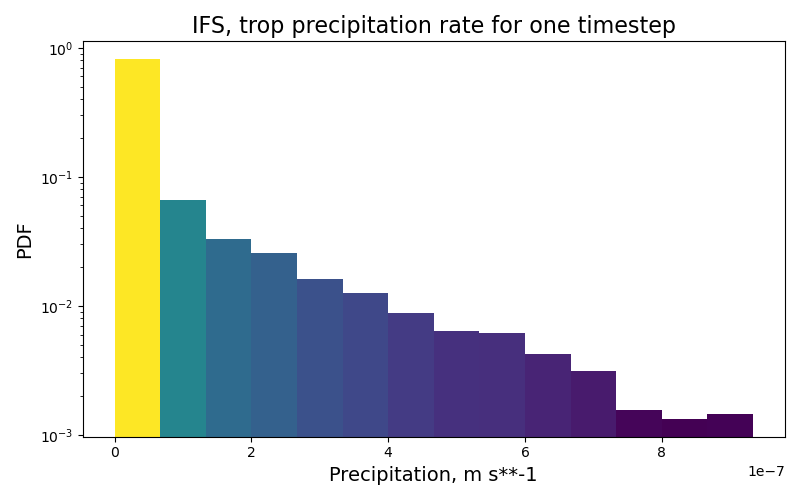 IFS, trop precipitation rate for one timestep
PDF
10⁰
10⁻¹
10⁻²
10⁻³
0 2 4 6 8
1e−7
Precipitation, m s**-1